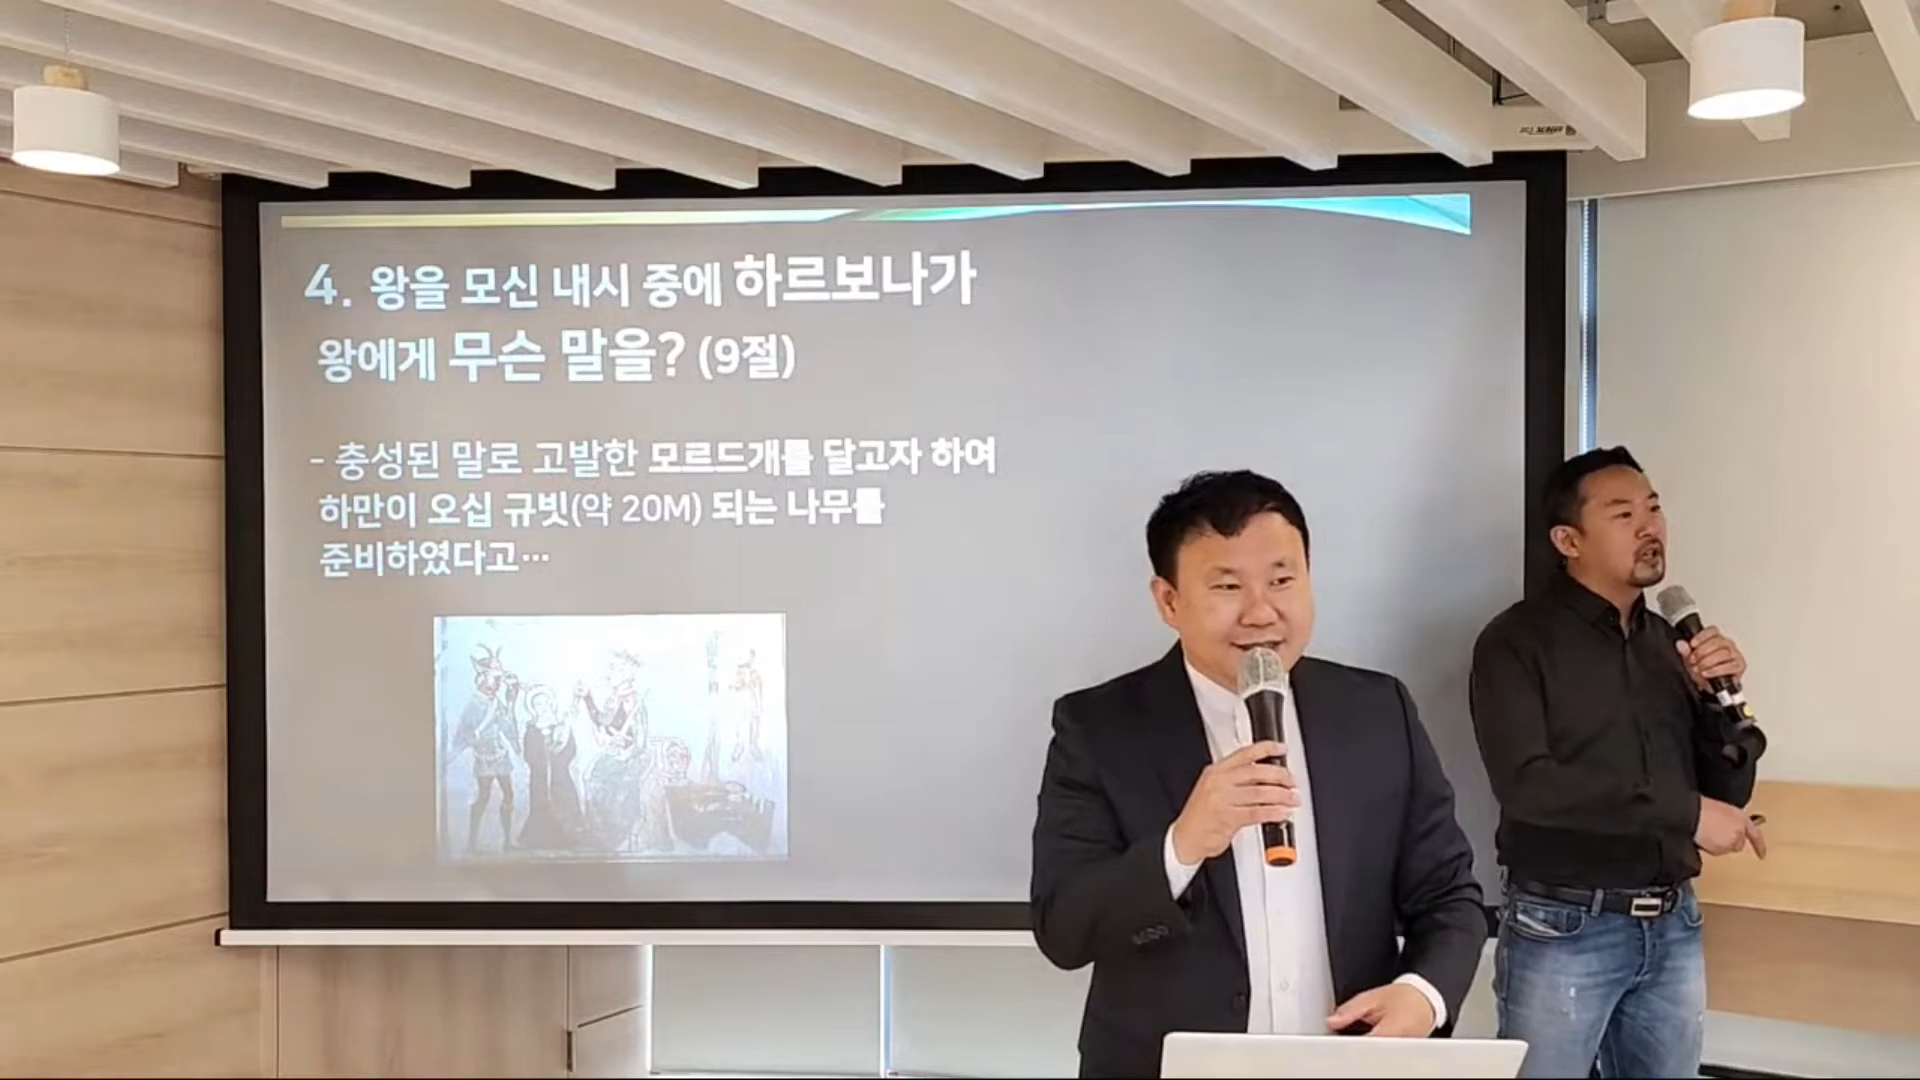 4. 왕을 모신 내시 중에 하르보나가
왕에게 무슨 말을? (9절)
- 충성된 말로 고발한 모르드개를 달고자 하여
하만이 오십 규빗(약 20M) 되는 나무를
준비하였다고···